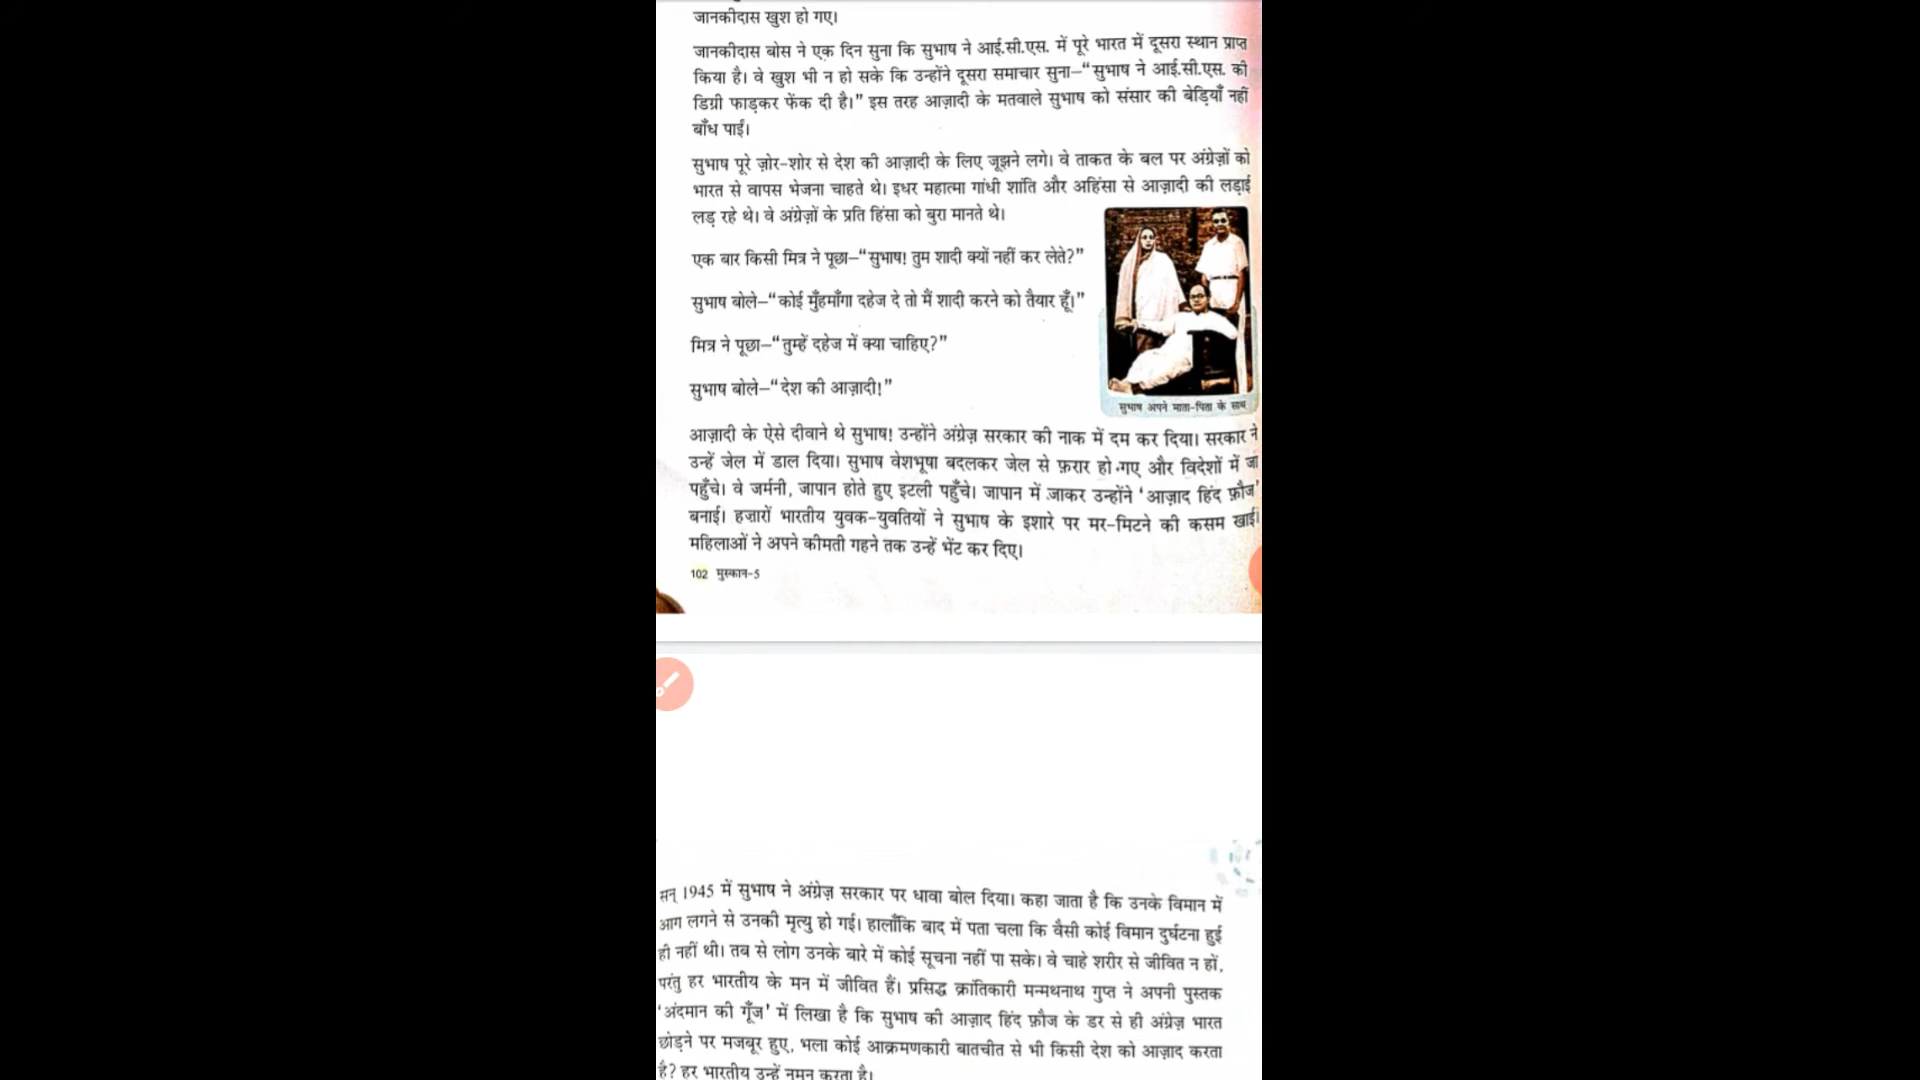 जानकीदास खुश हो गए।
जानकीदास बोस ने एक दिन सुना कि सुभाष ने आई.सी.एस. में पूरे भारत में दूसरा स्थान प्राप्त
किया है। वे खुश भी न हो सके कि उन्होंने दूसरा समाचार सुना–“सुभाष ने आई.सी.एस. की
डिग्री फाड़कर फेंक दी है।” इस तरह आज़ादी के मतवाले सुभाष को संसार की बेड़ियाँ नहीं
बाँध पाईं।
सुभाष पूरे ज़ोर-शोर से देश की आज़ादी के लिए जूझने लगे। वे ताकत के बल पर अंग्रेज़ों को
भारत से वापस भेजना चाहते थे। इधर महात्मा गांधी शांति और अहिंसा से आज़ादी की लड़ाई
लड़ रहे थे। वे अंग्रेज़ों के प्रति हिंसा को बुरा मानते थे।
एक बार किसी मित्र ने पूछा–“सुभाष! तुम शादी क्यों नहीं कर लेते?”
सुभाष बोले–“कोई मुँहमाँगा दहेज दे तो मैं शादी करने को तैयार हूँ।”
मित्र ने पूछा–“तुम्हें दहेज में क्या चाहिए?”
सुभाष बोले–“देश की आज़ादी!”
सुभाष अपने माता-पिता के साथ
आज़ादी के ऐसे दीवाने थे सुभाष! उन्होंने अंग्रेज़ सरकार की नाक में दम कर दिया। सरकार ने
उन्हें जेल में डाल दिया। सुभाष वेशभूषा बदलकर जेल से फ़रार हो गए और विदेशों में जा
पहुँचे। वे जर्मनी, जापान होते हुए इटली पहुँचे। जापान में जाकर उन्होंने ‘आज़ाद हिंद फ़ौज’
बनाई। हज़ारों भारतीय युवक-युवतियों ने सुभाष के इशारे पर मर-मिटने की कसम खाई।
महिलाओं ने अपने कीमती गहने तक उन्हें भेंट कर दिए।
102 मुस्कान-5
सन् 1945 में सुभाष ने अंग्रेज़ सरकार पर धावा बोल दिया। कहा जाता है कि उनके विमान में
आग लगने से उनकी मृत्यु हो गई। हालाँकि बाद में पता चला कि वैसी कोई विमान दुर्घटना हुई
ही नहीं थी। तब से लोग उनके बारे में कोई सूचना नहीं पा सके। वे चाहे शरीर से जीवित न हों,
परंतु हर भारतीय के मन में जीवित हैं। प्रसिद्ध क्रांतिकारी मन्मथनाथ गुप्त ने अपनी पुस्तक
‘अंदमान की गूँज’ में लिखा है कि सुभाष की आज़ाद हिंद फ़ौज के डर से ही अंग्रेज़ भारत
छोड़ने पर मजबूर हुए, भला कोई आक्रमणकारी बातचीत से भी किसी देश को आज़ाद करता
है? हर भारतीय उन्हें नमन करता है।